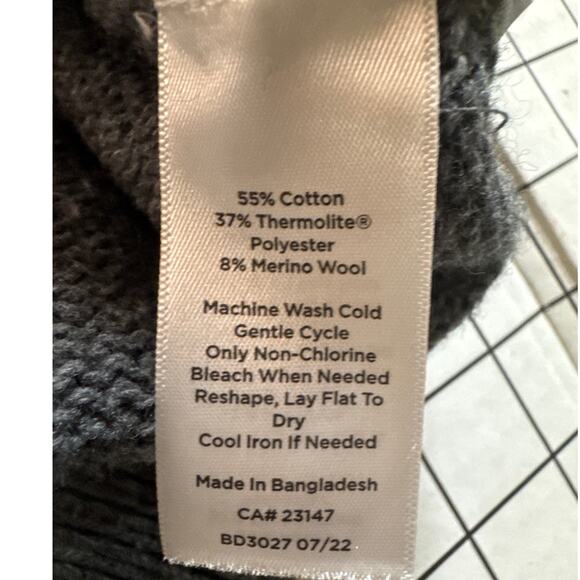 55% Cotton
37% Thermolite®
Polyester
8% Merino Wool
Machine Wash Cold
Gentle Cycle
Only Non-Chlorine
Bleach When Needed
Reshape, Lay Flat To
Dry
Cool Iron If Needed
Made In Bangladesh
CA# 23147
BD3027 07/22